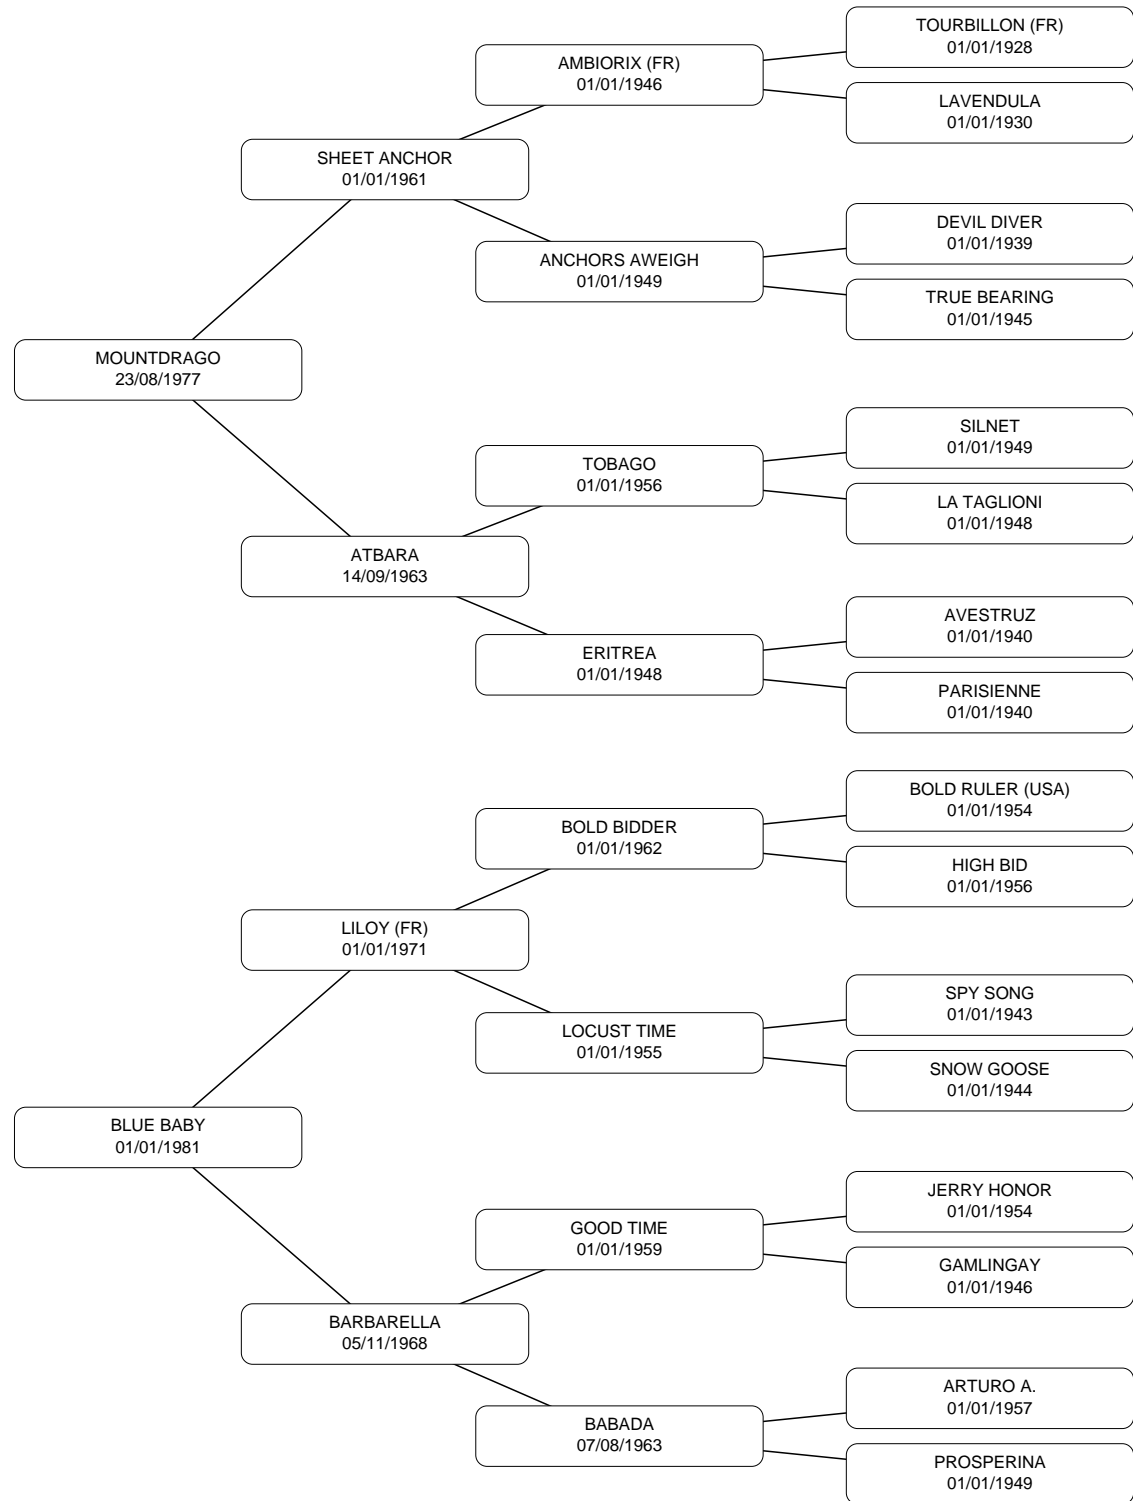 TOURBILLON (FR)
01/01/1928
AMBIORIX (FR)
01/01/1946
LAVENDULA
01/01/1930
SHEET ANCHOR
01/01/1961
DEVIL DIVER
01/01/1939
ANCHORS AWEIGH
01/01/1949
TRUE BEARING
01/01/1945
MOUNTDRAGO
23/08/1977
SILNET
01/01/1949
TOBAGO
01/01/1956
LA TAGLIONI
01/01/1948
ATBARA
14/09/1963
AVESTRUZ
01/01/1940
ERITREA
01/01/1948
PARISIENNE
01/01/1940
BOLD RULER (USA)
01/01/1954
BOLD BIDDER
01/01/1962
HIGH BID
01/01/1956
LILOY (FR)
01/01/1971
SPY SONG
01/01/1943
LOCUST TIME
01/01/1955
SNOW GOOSE
01/01/1944
BLUE BABY
01/01/1981
JERRY HONOR
01/01/1954
GOOD TIME
01/01/1959
GAMLINGAY
01/01/1946
BARBARELLA
05/11/1968
ARTURO A.
01/01/1957
BABADA
07/08/1963
PROSPERINA
01/01/1949